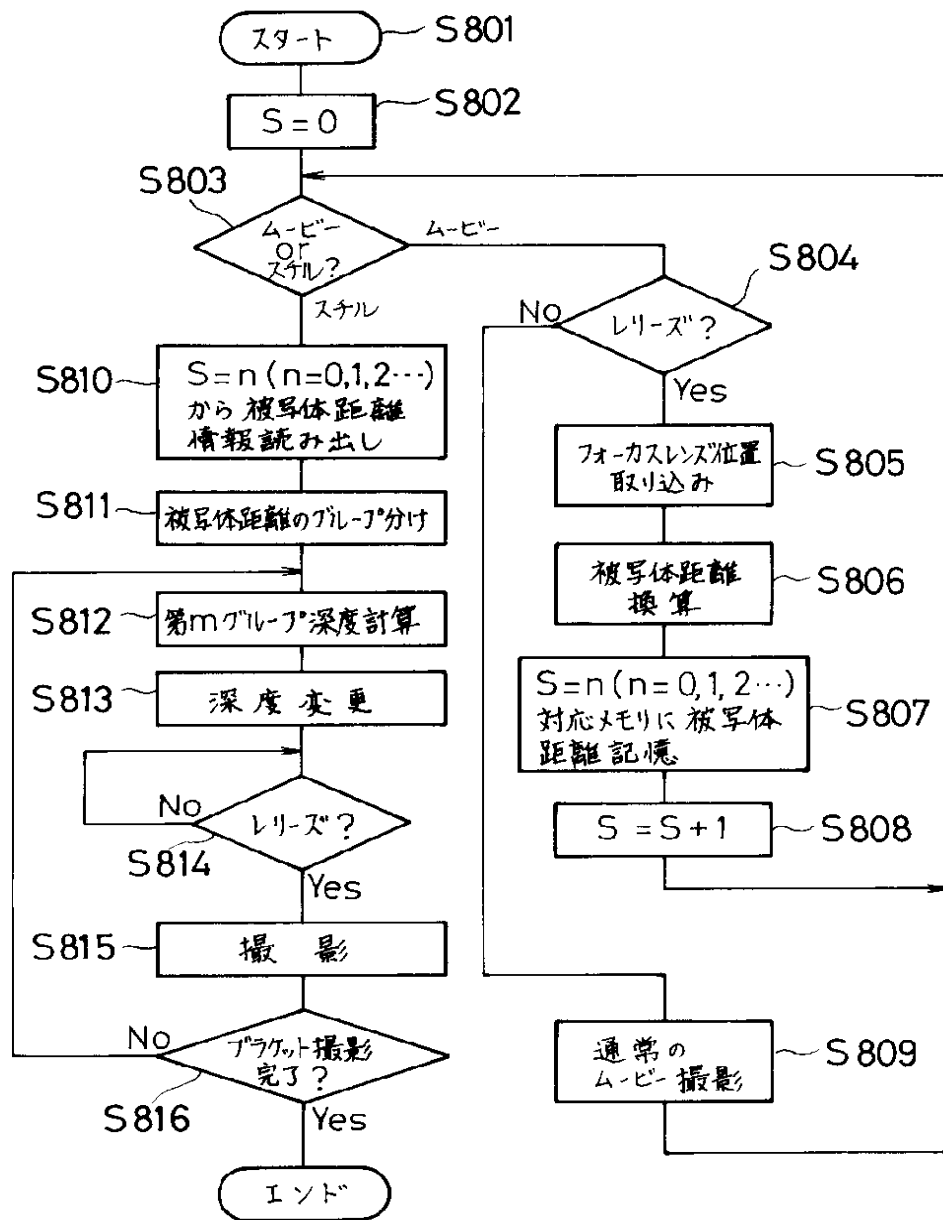 スタート
S801
S=0
S802
S803
ムービー
or
スチル?
ムービー
スチル
S804
レリーズ?
No
Yes
S810
S=n(n=0,1,2…)
から被写体距離
情報読み出し
フォーカスレンズ位置
取り込み
S805
S811
被写体距離のグループ分け
被写体距離
換算
S806
S812
第mグループ深度計算
S813
深度変更
S=n(n=0,1,2…)
対応メモリに被写体
距離記憶
S807
No
レリーズ?
S814
Yes
S=S+1
S808
S815
撮影
No
ブラケット撮影
完了?
S816
Yes
通常の
ムービー撮影
S809
エンド